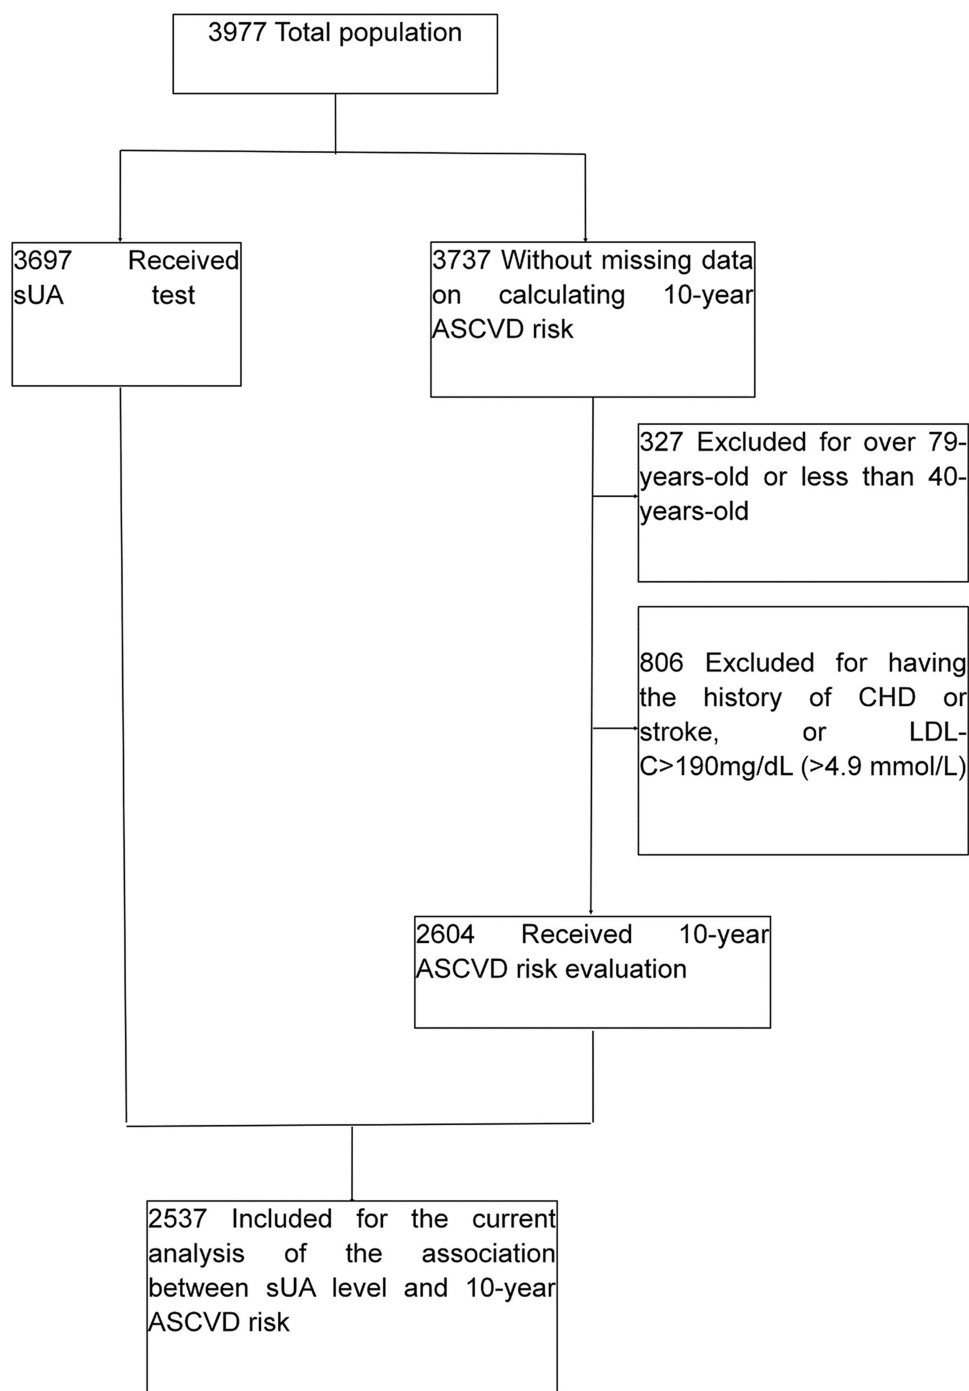 3977 Total population
3697 Received
sUA test
3737 Without missing data
on calculating 10-year
ASCVD risk
327 Excluded for over 79-
years-old or less than 40-
years-old
806 Excluded for having
the history of CHD or
stroke, or LDL-
C>190mg/dL (>4.9 mmol/L)
2604 Received 10-year
ASCVD risk evaluation
2537 Included for the current
analysis of the association
between sUA level and 10-year
ASCVD risk